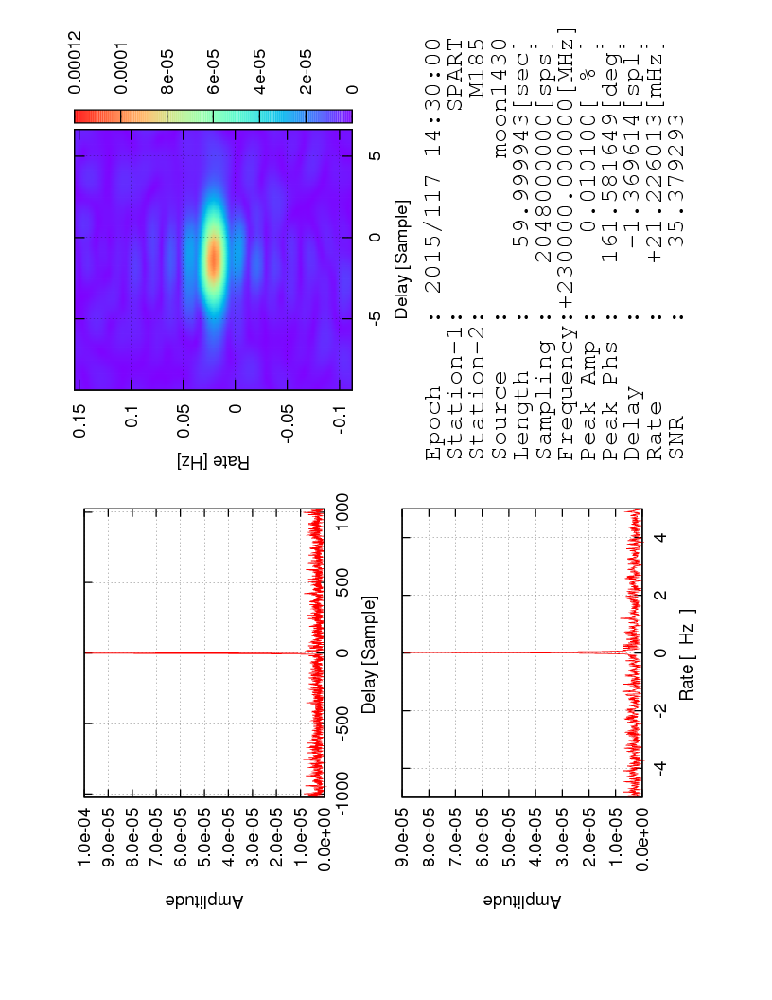 Amplitude
1.0e-04
9.0e-05
8.0e-05
7.0e-05
6.0e-05
5.0e-05
4.0e-05
3.0e-05
2.0e-05
1.0e-05
0.0e+00
-1000 -500 0 500 1000
Delay [Sample]
Rate [Hz]
0.15
0.1
0.05
0
-0.05
-0.1
-5 0 5
Delay [Sample]
0.00012
0.0001
8e-05
6e-05
4e-05
2e-05
0
Amplitude
9.0e-05
8.0e-05
7.0e-05
6.0e-05
5.0e-05
4.0e-05
3.0e-05
2.0e-05
1.0e-05
0.0e+00
-4 -2 0 2 4
Rate [ Hz ]
Epoch : 2015/117 14:30:00
Station-1: SPART
Station-2: M185
Source : moon1430
Length : 59.999943[sec]
Sampling : 2048000000[sps]
Frequency:+230000.000000[MHz]
Peak Amp : 0.010100[ % ]
Peak Phs : 161.581649[deg]
Delay : -1.369614[spl]
Rate : +21.226013[mHz]
SNR : 35.379293